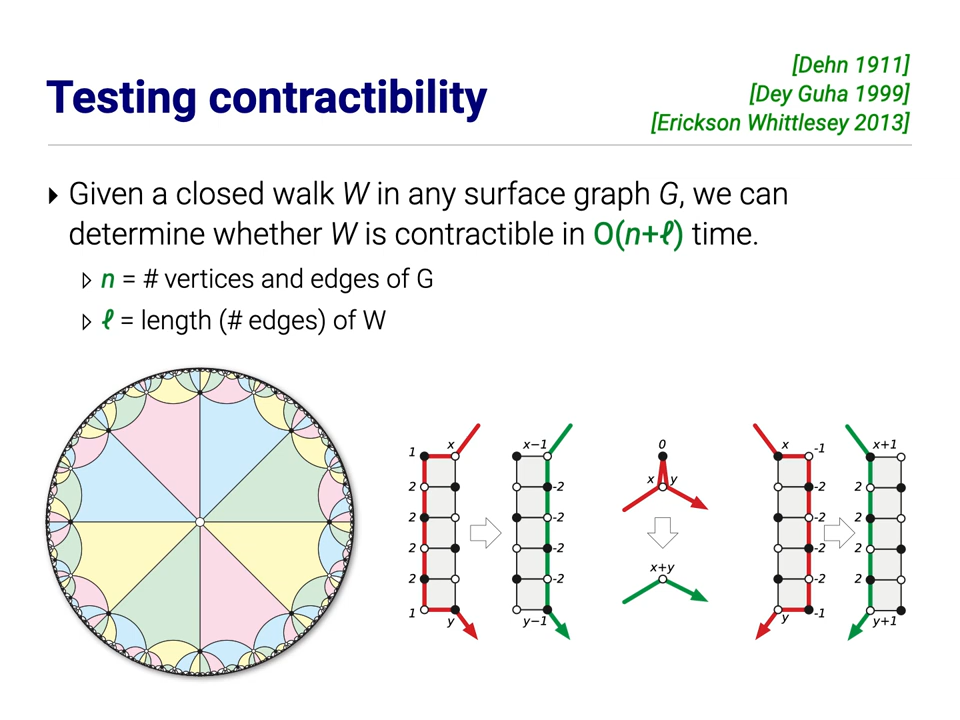 Testing contractibility
[Dehn 1911]
[Dey Guha 1999]
[Erickson Whittlesey 2013]
Given a closed walk W in any surface graph G, we can
determine whether W is contractible in O(n+ℓ) time.
n = # vertices and edges of G
ℓ = length (# edges) of W
1
x
2
2
2
2
1
y
x−1
-2
-2
-2
-2
y−1
0
x
y
x+y
x
-1
-2
-2
-2
-2
y
-1
x+1
2
2
2
2
y+1